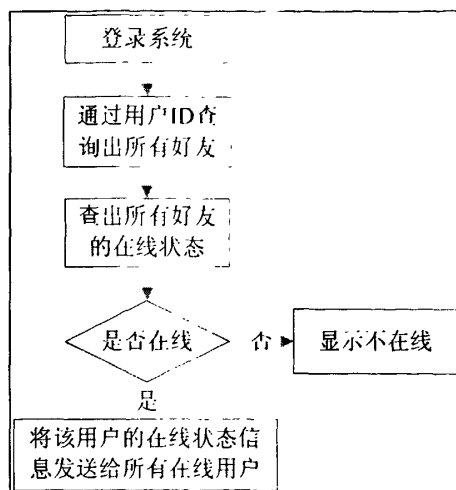 登录系统
通过用户ID查
询出所有好友
查出所有好友
的在线状态
是否在线
否
显示不在线
是
将该用户的在线状态信
息发送给所有在线用户